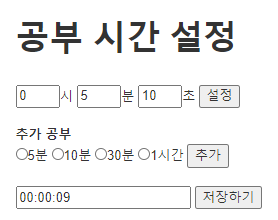 공부 시간 설정
0 시 5 분 10 초 설정
추가 공부
5분 10분 30분 1시간 추가
00:00:09 저장하기